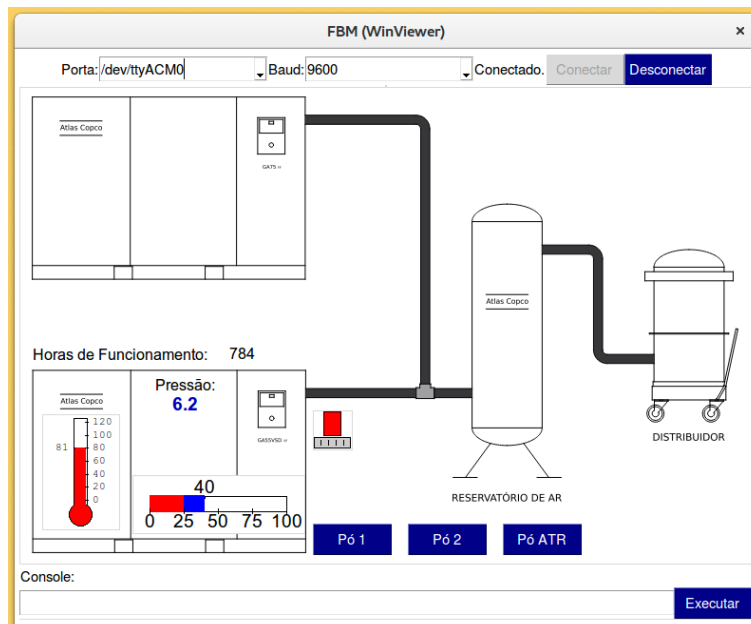 FBM (WinViewer)
×
Porta: /dev/ttyACM0 Baud: 9600 Conectado. Conectar Desconectar
Atlas Copco
GA75
Atlas Copco
Horas de Funcionamento: 784
Atlas Copco
Pressão:
6.2
GA55VSD
120
100
81 80
60
40
20
0
40
0 25 50 75 100
DISTRIBUIDOR
RESERVATÓRIO DE AR
Pó 1 Pó 2 Pó ATR
Console:
Executar